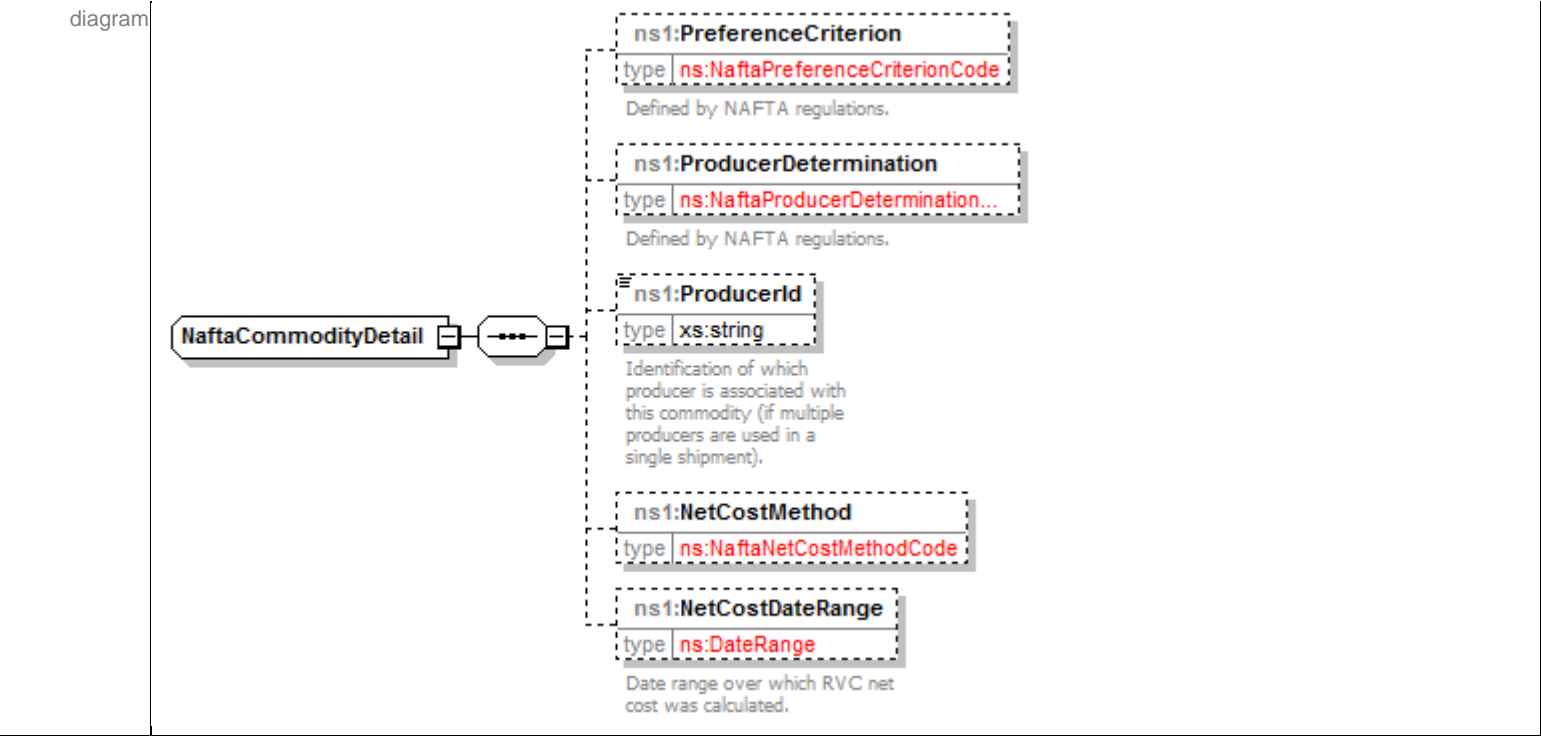 diagram
ns1:PreferenceCriterion
type ns:NaftaPreferenceCriterionCode
Defined by NAFTA regulations.
ns1:ProducerDetermination
type ns:NaftaProducerDetermination...
Defined by NAFTA regulations.
ns1:ProducerId
type xs:string
NaftaCommodityDetail
Identification of which
producer is associated with
this commodity (if multiple
producers are used in a
single shipment).
ns1:NetCostMethod
type ns:NaftaNetCostMethodCode
ns1:NetCostDateRange
type ns:DateRange
Date range over which RVC net
cost was calculated.